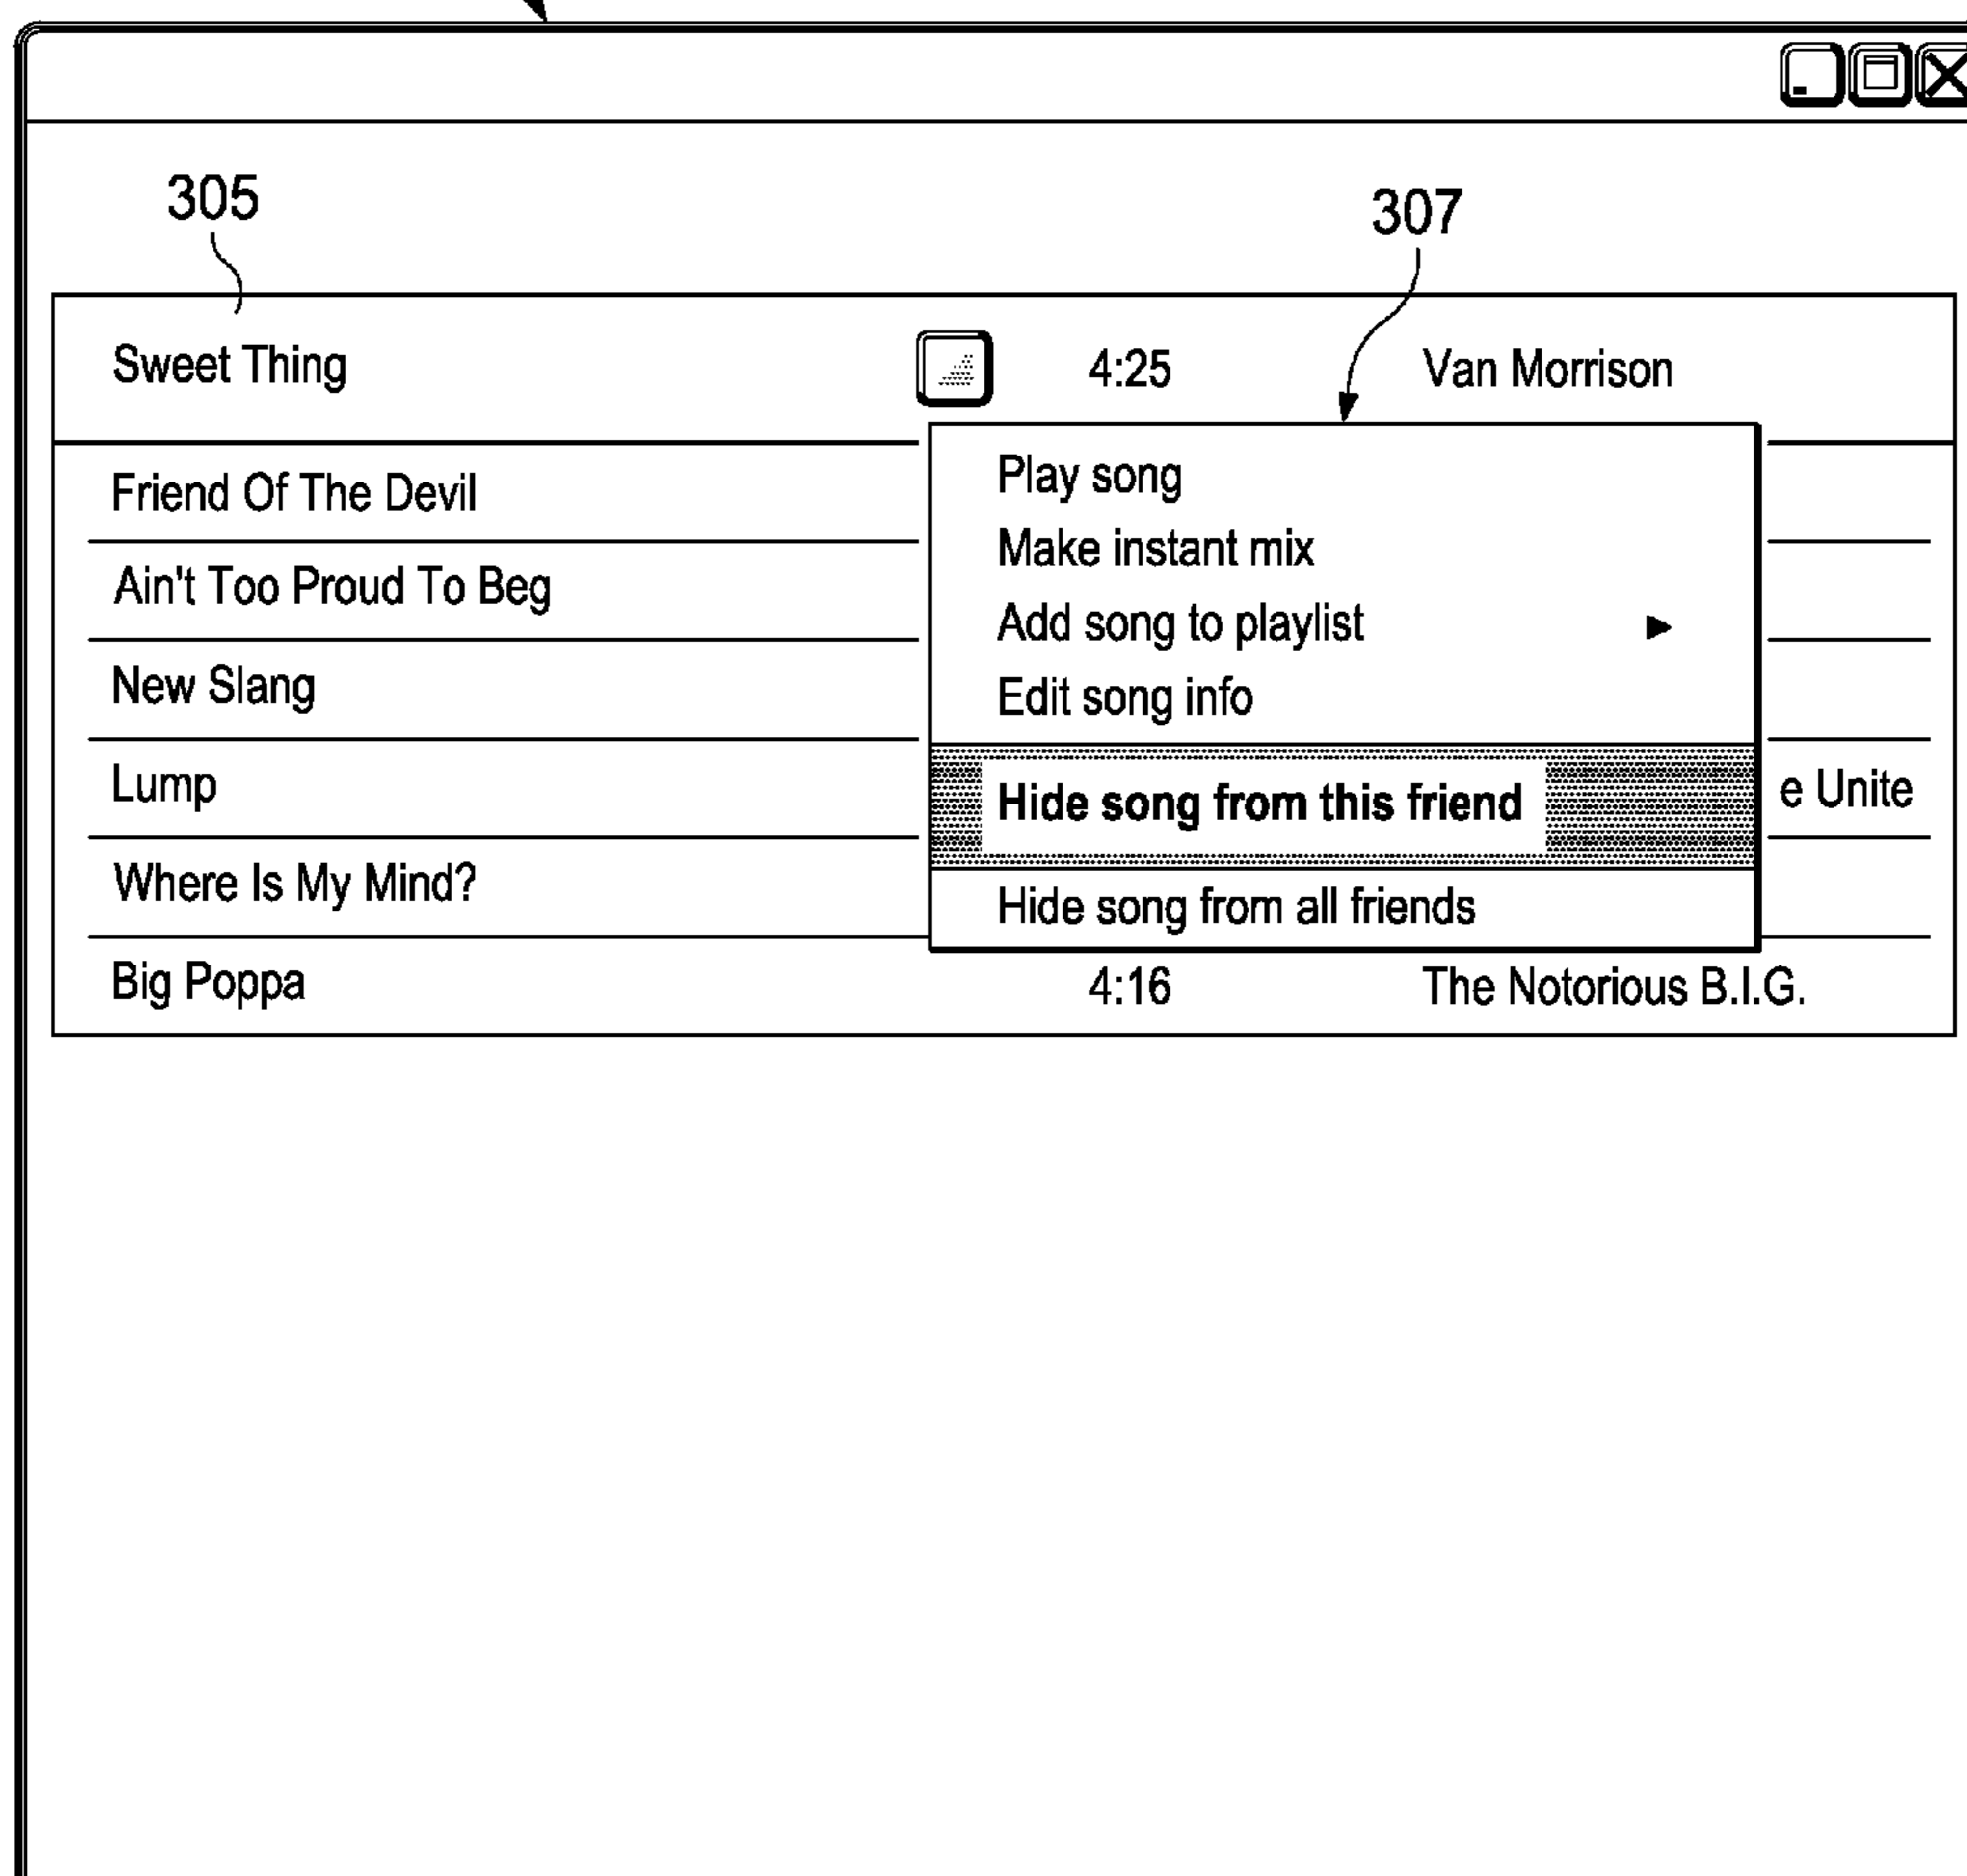 305
307
Sweet Thing 4:25 Van Morrison
Friend Of The Devil
Ain't Too Proud To Beg
New Slang
Lump
Where Is My Mind?
Big Poppa 4:16 The Notorious B.I.G.
Play song
Make instant mix
Add song to playlist
Edit song info
Hide song from this friend
Hide song from all friends
e Unite